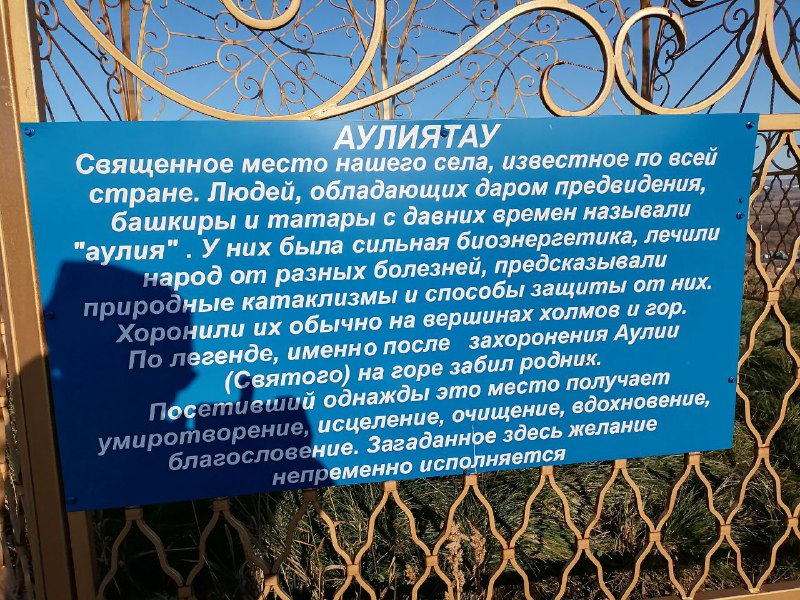 АУЛИЯТАУ
Священное место нашего села, известное по всей
стране. Людей, обладающих даром предвидения,
башкиры и татары с давних времен называли
"аулия" . У них была сильная биоэнергетика, лечили
народ от разных болезней, предсказывали
природные катаклизмы и способы защиты от них.
Хоронили их обычно на вершинах холмов и гор.
По легенде, именно после захоронения Аулии
(Святого) на горе забил родник.
Посетивший однажды это место получает
умиротворение, исцеление, очищение, вдохновение,
благословение. Загаданное здесь желание
непременно исполняется